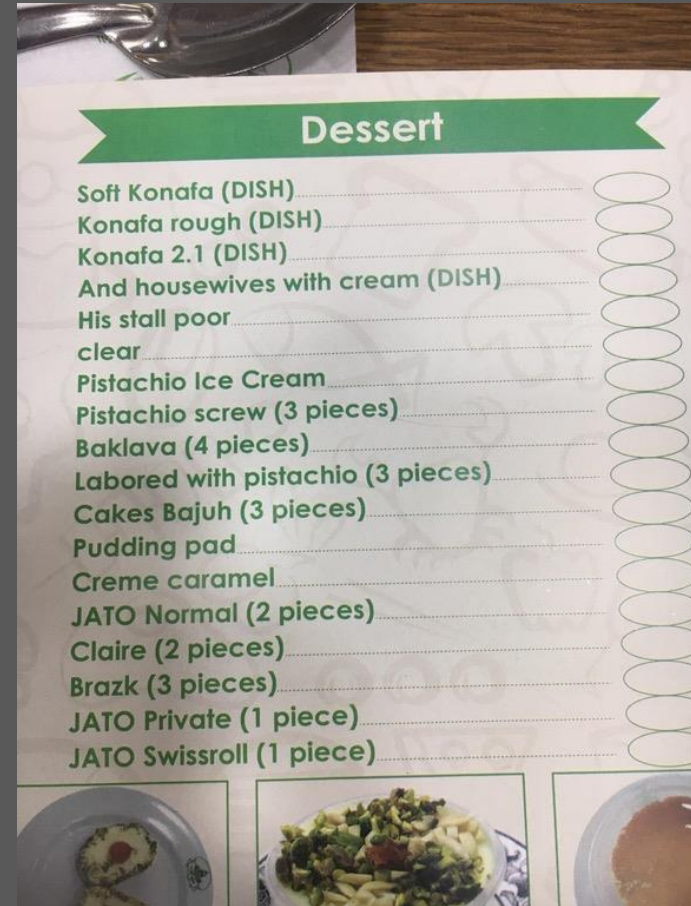 Dessert
Soft Konafa (DISH)
Konafa rough (DISH)
Konafa 2.1 (DISH)
And housewives with cream (DISH)
His stall poor
clear
Pistachio Ice Cream
Pistachio screw (3 pieces)
Baklava (4 pieces)
Labored with pistachio (3 pieces)
Cakes Bajuh (3 pieces)
Pudding pad
Creme caramel
JATO Normal (2 pieces)
Claire (2 pieces)
Brazk (3 pieces)
JATO Private (1 piece)
JATO Swissroll (1 piece)